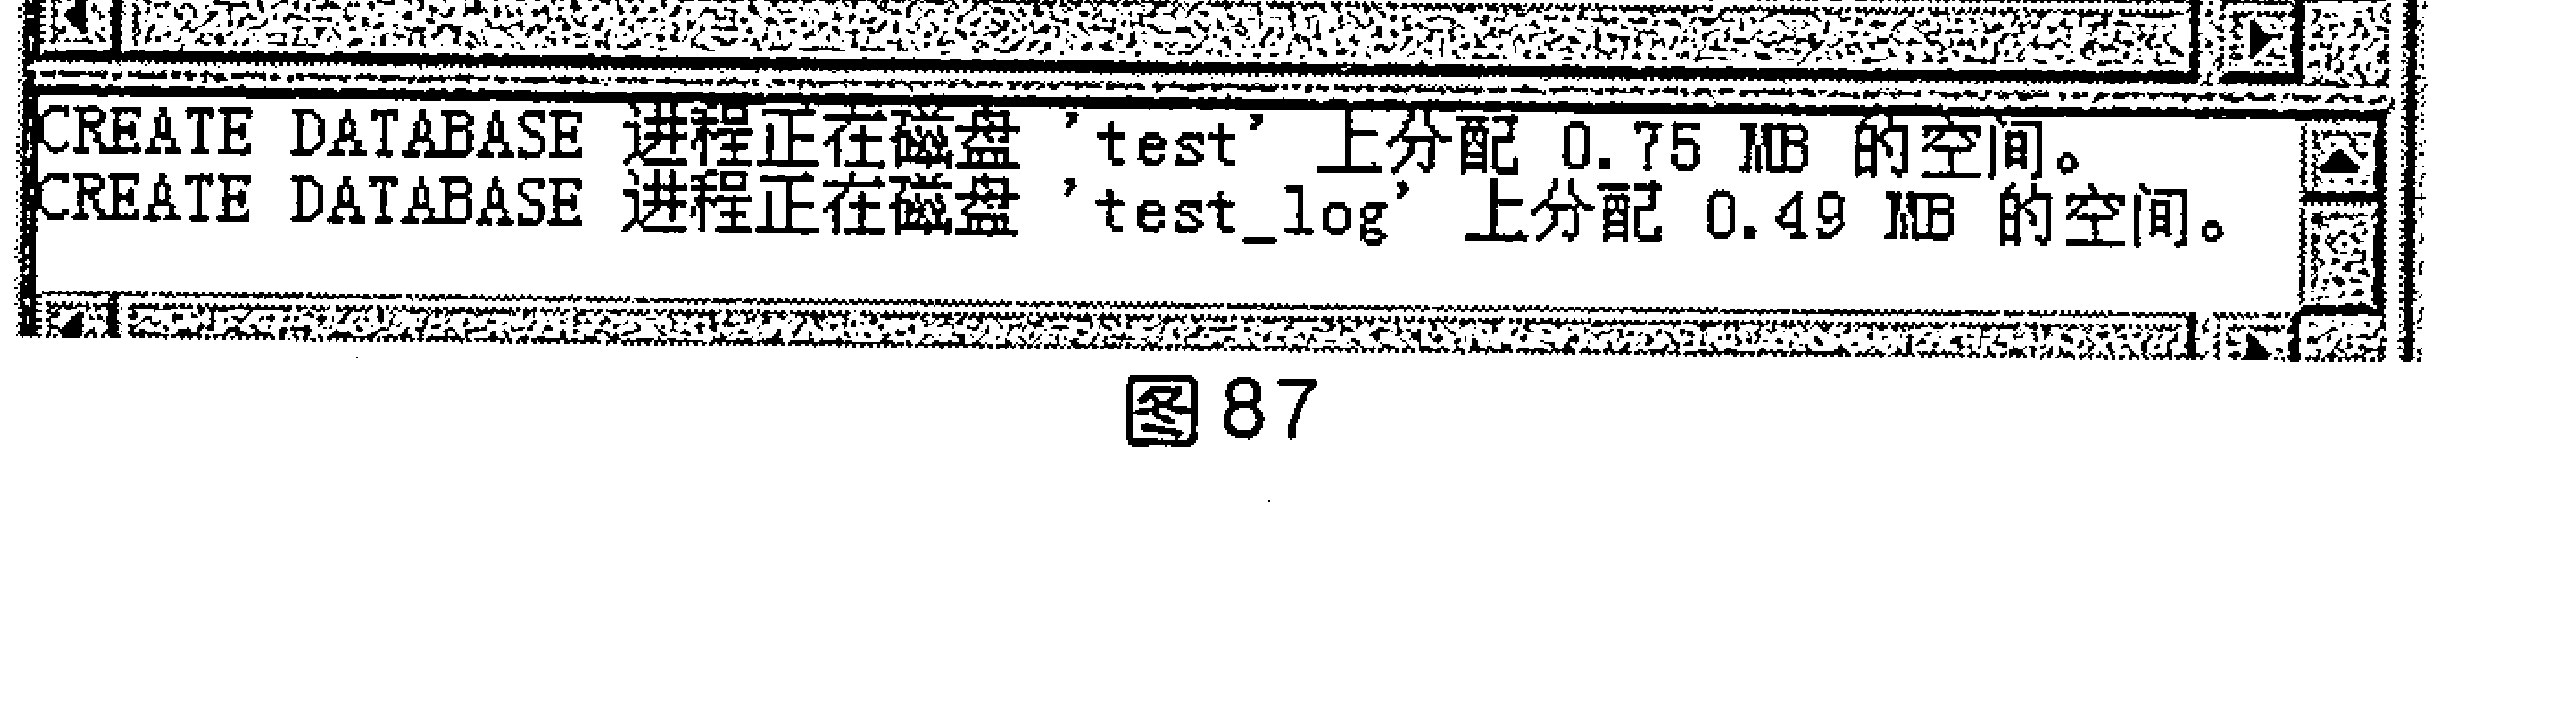 CREATE DATABASE 进程正在磁盘 'test' 上分配 0.75 MB 的空间。
CREATE DATABASE 进程正在磁盘 'test_log' 上分配 0.49 MB 的空间。
图87